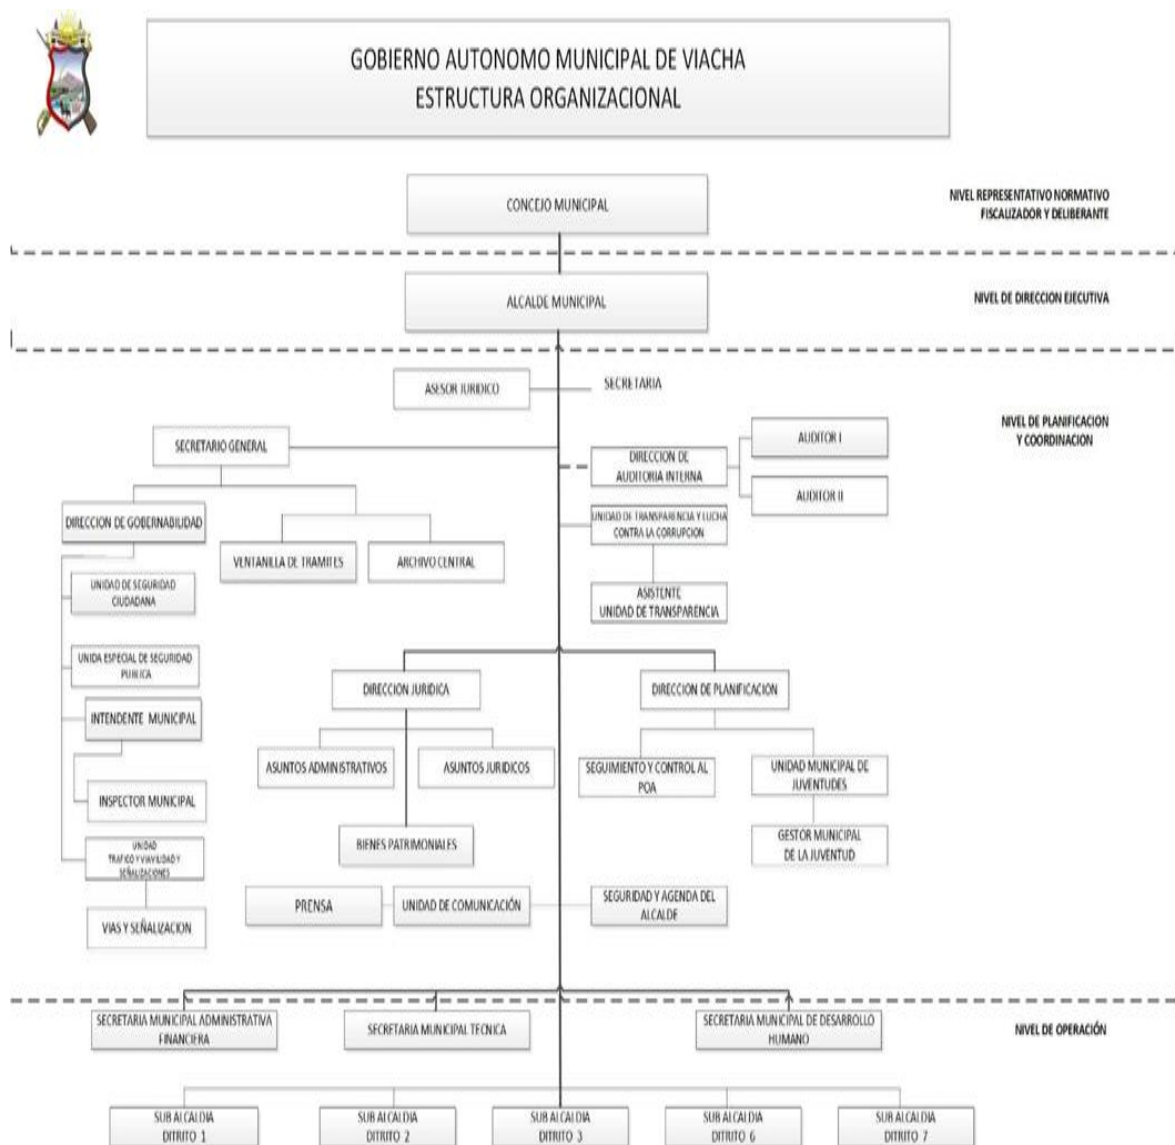 GOBIERNO AUTONOMO MUNICIPAL DE VIACHA
ESTRUCTURA ORGANIZACIONAL
CONCEJO MUNICIPAL
NIVEL REPRESENTATIVO NORMATIVO
FISCALIZADOR Y DELIBERANTE
ALCALDE MUNICIPAL
NIVEL DE DIRECCION EJECUTIVA
ASESOR JURIDICO
SECRETARIA
NIVEL DE PLANIFICACION
Y COORDINACION
SECRETARIO GENERAL
DIRECCION DE
AUDITORIA INTERNA
AUDITOR I
AUDITOR II
DIRECCION DE GOBERNABILIDAD
VENTANILLA DE TRAMITES
ARCHIVO CENTRAL
UNIDAD DE TRANSPARENCIA Y LUCHA
CONTRA LA CORRUPCION
ASISTENTE
UNIDAD DE TRANSPARENCIA
UNIDAD DE SEGURIDAD
CIUDADANA
UNIDA ESPECIAL DE SEGURIDAD
PUBLICA
INTENDENTE MUNICIPAL
INSPECTOR MUNICIPAL
UNIDAD
TRAFICO Y VIAVILIDAD Y
SEÑALIZACIONES
VIAS Y SEÑALIZACION
DIRECCION JURIDICA
DIRECCION DE PLANIFICACION
ASUNTOS ADMINISTRATIVOS
ASUNTOS JURIDICOS
SEGUIMIENTO Y CONTROL AL
POA
UNIDAD MUNICIPAL DE
JUVENTUDES
BIENES PATRIMONIALES
GESTOR MUNICIPAL
DE LA JUVENTUD
PRENSA
UNIDAD DE COMUNICACIÓN
SEGURIDAD Y AGENDA DEL
ALCALDE
SECRETARIA MUNICIPAL ADMINISTRATIVA
FINANCIERA
SECRETARIA MUNICIPAL TECNICA
SECRETARIA MUNICIPAL DE DESARROLLO
HUMANO
NIVEL DE OPERACIÓN
SUB ALCALDIA
DITRITO 1
SUB ALCALDIA
DITRITO 2
SUB ALCALDIA
DITRITO 3
SUB ALCALDIA
DITRITO 6
SUB ALCALDIA
DITRITO 7